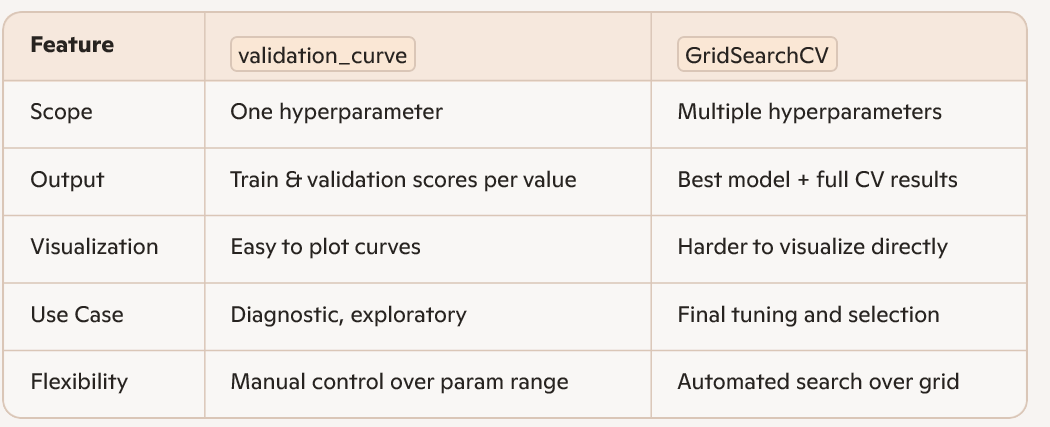 Feature validation_curve GridSearchCV
Scope One hyperparameter Multiple hyperparameters
Output Train & validation scores per value Best model + full CV results
Visualization Easy to plot curves Harder to visualize directly
Use Case Diagnostic, exploratory Final tuning and selection
Flexibility Manual control over param range Automated search over grid